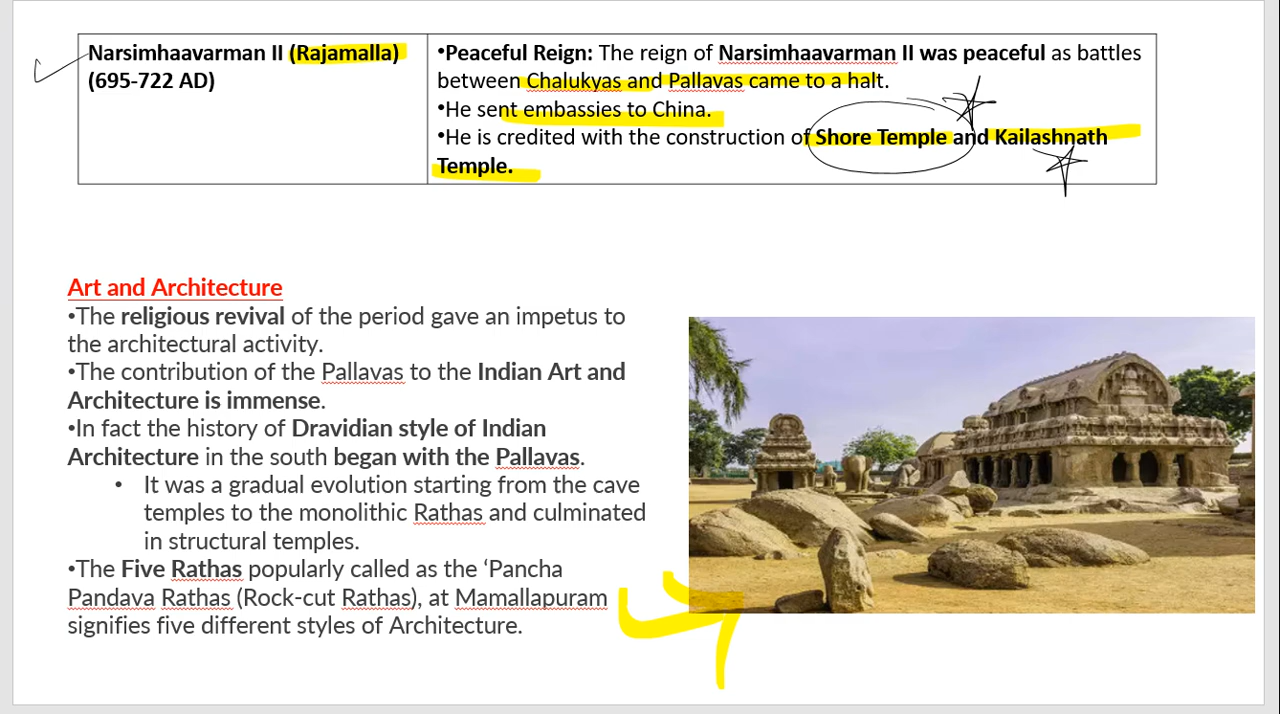 Narsimhaavarman II (Rajamalla)
(695-722 AD)
•Peaceful Reign: The reign of Narsimhaavarman II was peaceful as battles
between Chalukyas and Pallavas came to a halt.
•He sent embassies to China.
•He is credited with the construction of Shore Temple and Kailashnath
Temple.
Art and Architecture
•The religious revival of the period gave an impetus to
the architectural activity.
•The contribution of the Pallavas to the Indian Art and
Architecture is immense.
•In fact the history of Dravidian style of Indian
Architecture in the south began with the Pallavas.
• It was a gradual evolution starting from the cave
temples to the monolithic Rathas and culminated
in structural temples.
•The Five Rathas popularly called as the ‘Pancha
Pandava Rathas (Rock-cut Rathas), at Mamallapuram
signifies five different styles of Architecture.